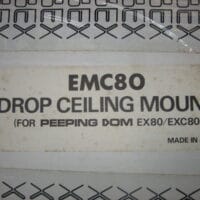 EMC80
DROP CEILING MOUN
(FOR PEEPING DOM EX80/EXC80
MADE IN